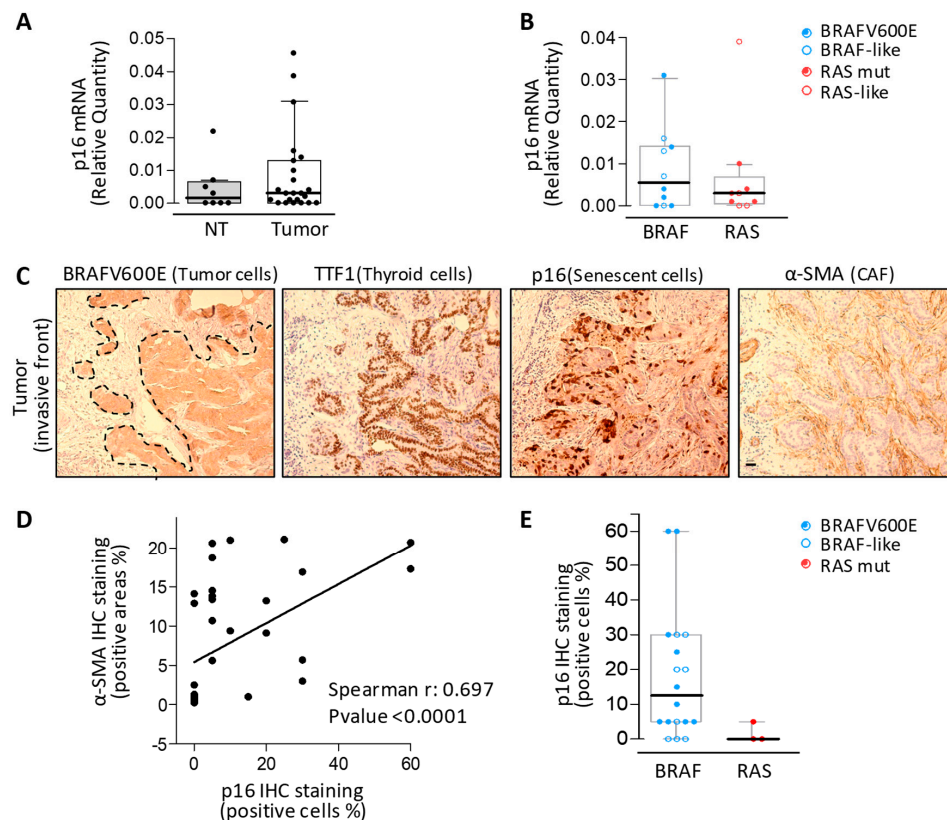 A
p16 mRNA
(Relative Quantity)
0.05
0.04
0.03
0.02
0.01
0.00
NT
Tumor
B
p16 mRNA
(Relative Quantity)
0.04
0.03
0.02
0.01
0.00
BRAF
RAS
BRAFV600E
BRAF-like
RAS mut
RAS-like
C
BRAFV600E (Tumor cells)
TTF1(Thyroid cells)
p16(Senescent cells)
α-SMA (CAF)
Tumor
(invasive front)
D
α-SMA IHC staining
(positive areas %)
20
15
10
5
0
-5
Spearman r: 0.697
Pvalue <0.0001
0
20
40
60
p16 IHC staining
(positive cells %)
E
p16 IHC staining
(positive cells %)
60
50
40
30
20
10
0
BRAF
RAS
BRAFV600E
BRAF-like
RAS mut